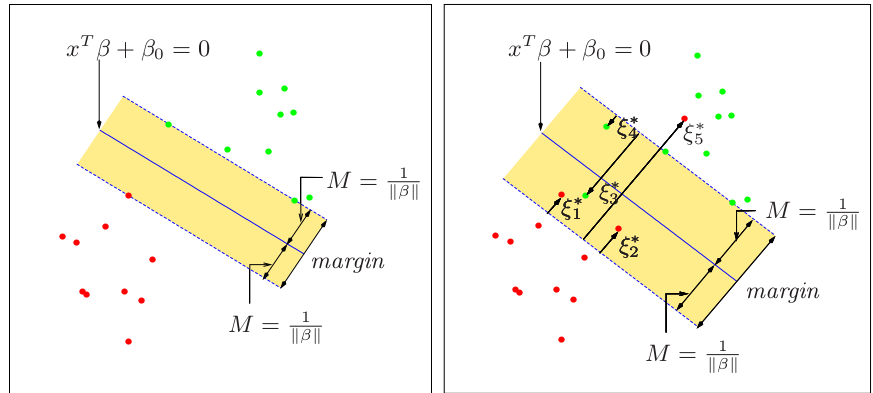 x^T β + β_0 = 0
M = 1/‖β‖
margin
M = 1/‖β‖
x^T β + β_0 = 0
ξ_4^*
ξ_5^*
ξ_3^*
ξ_1^*
M = 1/‖β‖
ξ_2^*
margin
M = 1/‖β‖